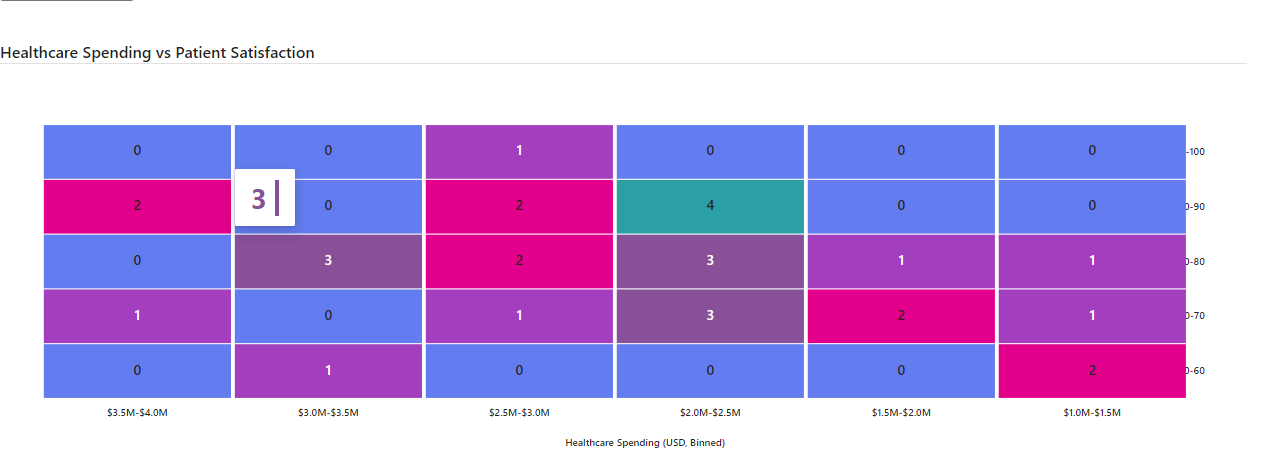 Healthcare Spending vs Patient Satisfaction
0 0 1 0 0 0 -100
3
2 0 2 4 0 0 0-90
0 3 2 3 1 1 0-80
1 0 1 3 2 1 0-70
0 1 0 0 0 2 0-60
$3.5M-$4.0M $3.0M-$3.5M $2.5M-$3.0M $2.0M-$2.5M $1.5M-$2.0M $1.0M-$1.5M
Healthcare Spending (USD, Binned)